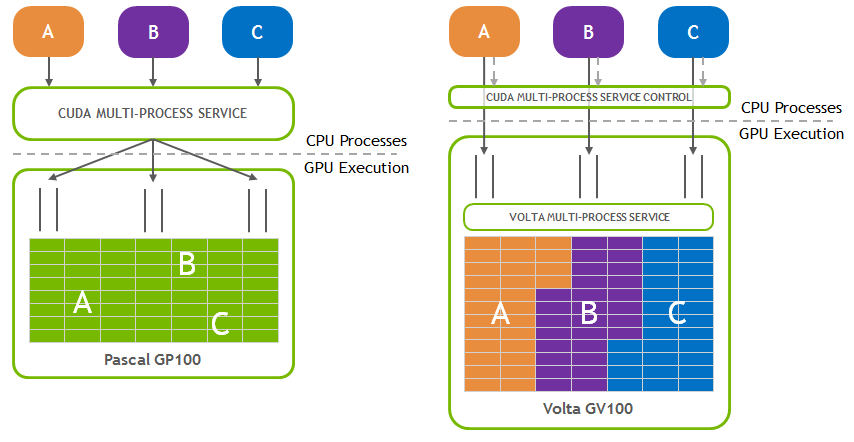 A
B
C
CUDA MULTI-PROCESS SERVICE
CPU Processes
GPU Execution
B
A
C
Pascal GP100
A
B
C
CUDA MULTI-PROCESS SERVICE CONTROL
CPU Processes
GPU Execution
VOLTA MULTI-PROCESS SERVICE
A
B
C
Volta GV100